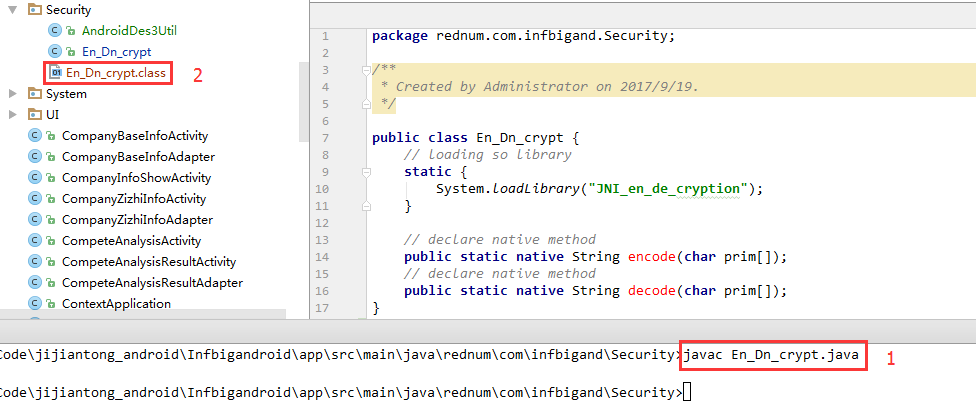 Security
AndroidDes3Util
En_Dn_crypt
En_Dn_crypt.class
2
System
UI
CompanyBaseInfoActivity
CompanyBaseInfoAdapter
CompanyInfoShowActivity
CompanyZizhiInfoActivity
CompanyZizhiInfoAdapter
CompeteAnalysisActivity
CompeteAnalysisResultActivity
CompeteAnalysisResultAdapter
ContextApplication
1 package rednum.com.infbigand.Security;
2
3 /**
4 * Created by Administrator on 2017/9/19.
5 */
6
7 public class En_Dn_crypt {
8 // loading so library
9 static {
10 System.loadLibrary("JNI_en_de_cryption");
11 }
12
13 // declare native method
14 public static native String encode(char prim[]);
15 // declare native method
16 public static native String decode(char prim[]);
17 }
Code\jijiantong_android\Infbigandroid\app\src\main\java\rednum\com\infbigand\Security>javac En_Dn_crypt.java
1
Code\jijiantong_android\Infbigandroid\app\src\main\java\rednum\com\infbigand\Security>